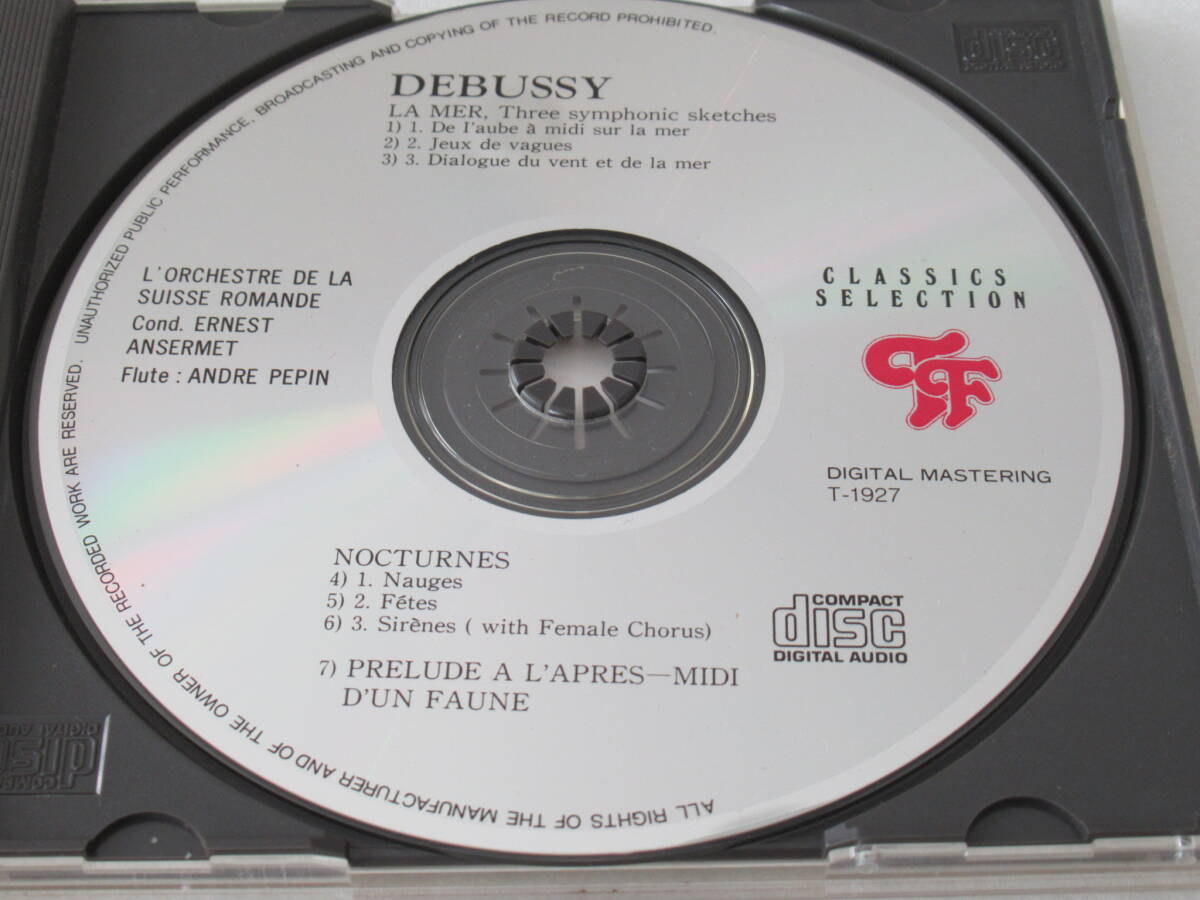 DEBUSSY
LA MER, Three symphonic sketches
1) 1. De I'aube à midi sur la mer
2) 2. Jeux de vagues
3) 3. Dialogue du vent et de la mer
L'ORCHESTRE DE LA
SUISSE ROMANDE
Cond. ERNEST
ANSERMET
Flute : ANDRE PEPIN
CLASSICS
SELECTION
DIGITAL MASTERING
T-1927
NOCTURNES
4) 1. Nauges
5) 2. Fétes
6) 3. Sirènes ( with Female Chorus)
7) PRELUDE A L'APRES—MIDI
D'UN FAUNE
COMPACT
disc
DIGITAL AUDIO
ALL RIGHTS OF THE MANUFACTURER AND OF THE OWNER OF THE RECORDED WORK ARE RESERVED. UNAUTHORIZED PUBLIC PERFORMANCE, BROADCASTING AND COPYING OF THE RECORD PROHIBITED.
disc